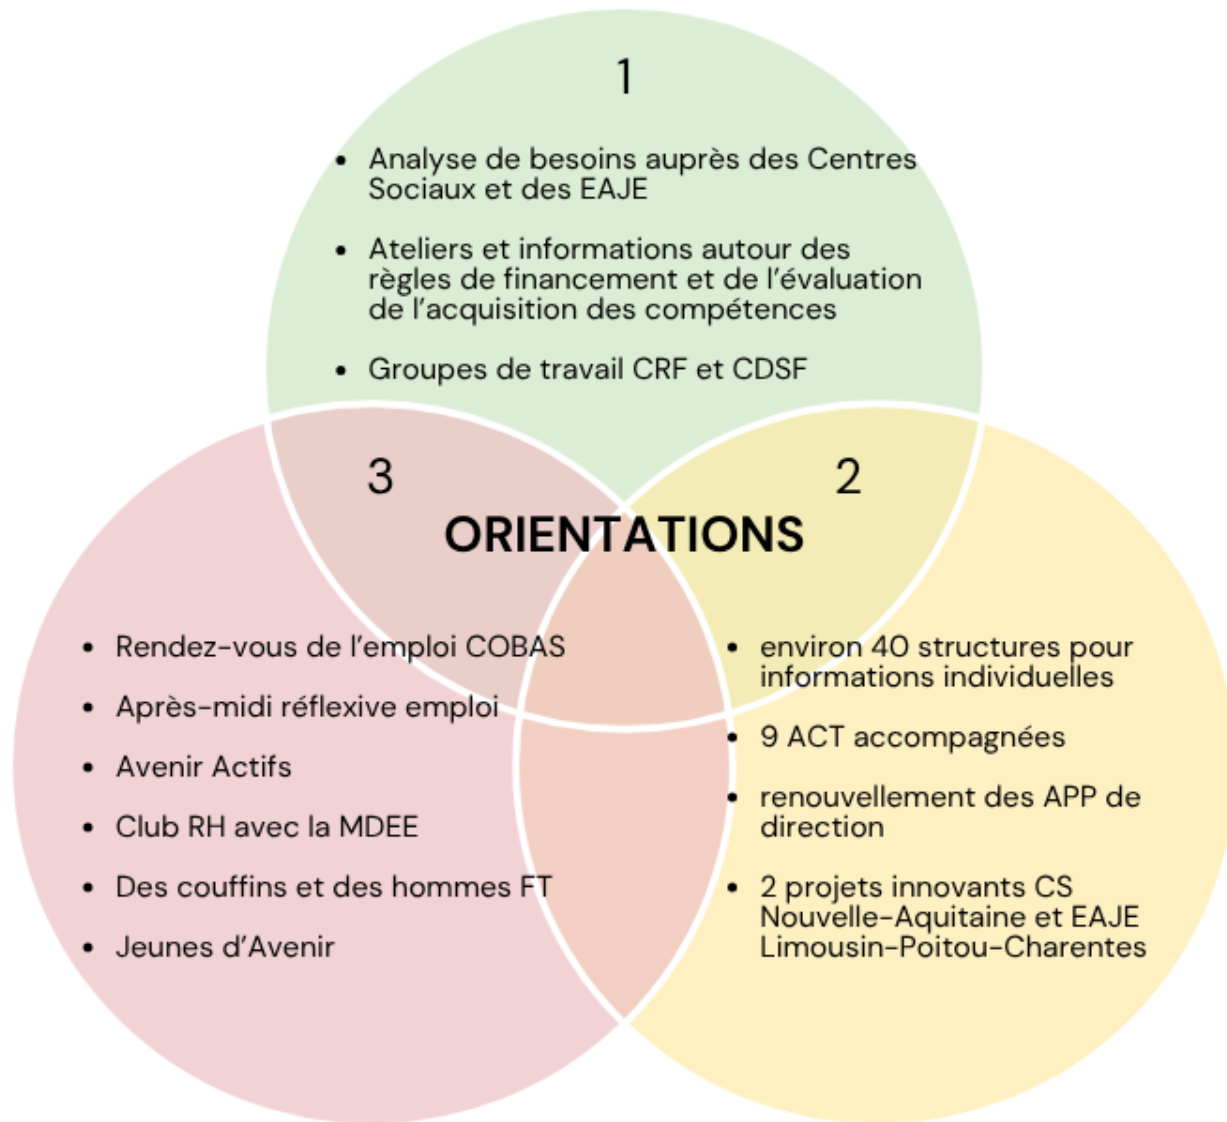 1
• Analyse de besoins auprès des Centres
Sociaux et des EAJE
• Ateliers et informations autour des
règles de financement et de l'évaluation
de l'acquisition des compétences
• Groupes de travail CRF et CDSF
3
2
ORIENTATIONS
• Rendez-vous de l'emploi COBAS
• Après-midi réflexive emploi
• Avenir Actifs
• Club RH avec la MDEE
• Des couffins et des hommes FT
• Jeunes d'Avenir
• environ 40 structures pour
informations individuelles
• 9 ACT accompagnées
• renouvellement des APP de
direction
• 2 projets innovants CS
Nouvelle-Aquitaine et EAJE
Limousin-Poitou-Charentes